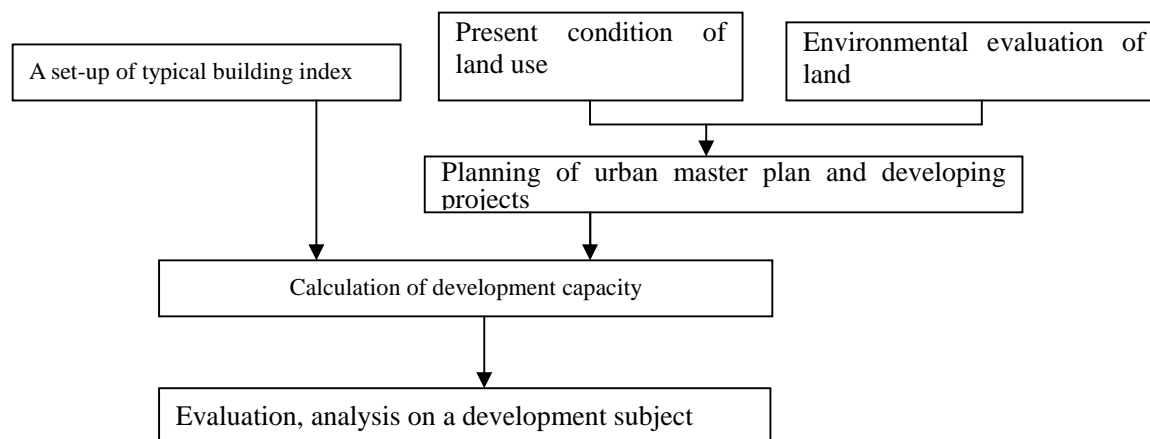 A set-up of typical building index
Present condition of
land use
Environmental evaluation of
land
Planning of urban master plan and developing
projects
Calculation of development capacity
Evaluation, analysis on a development subject